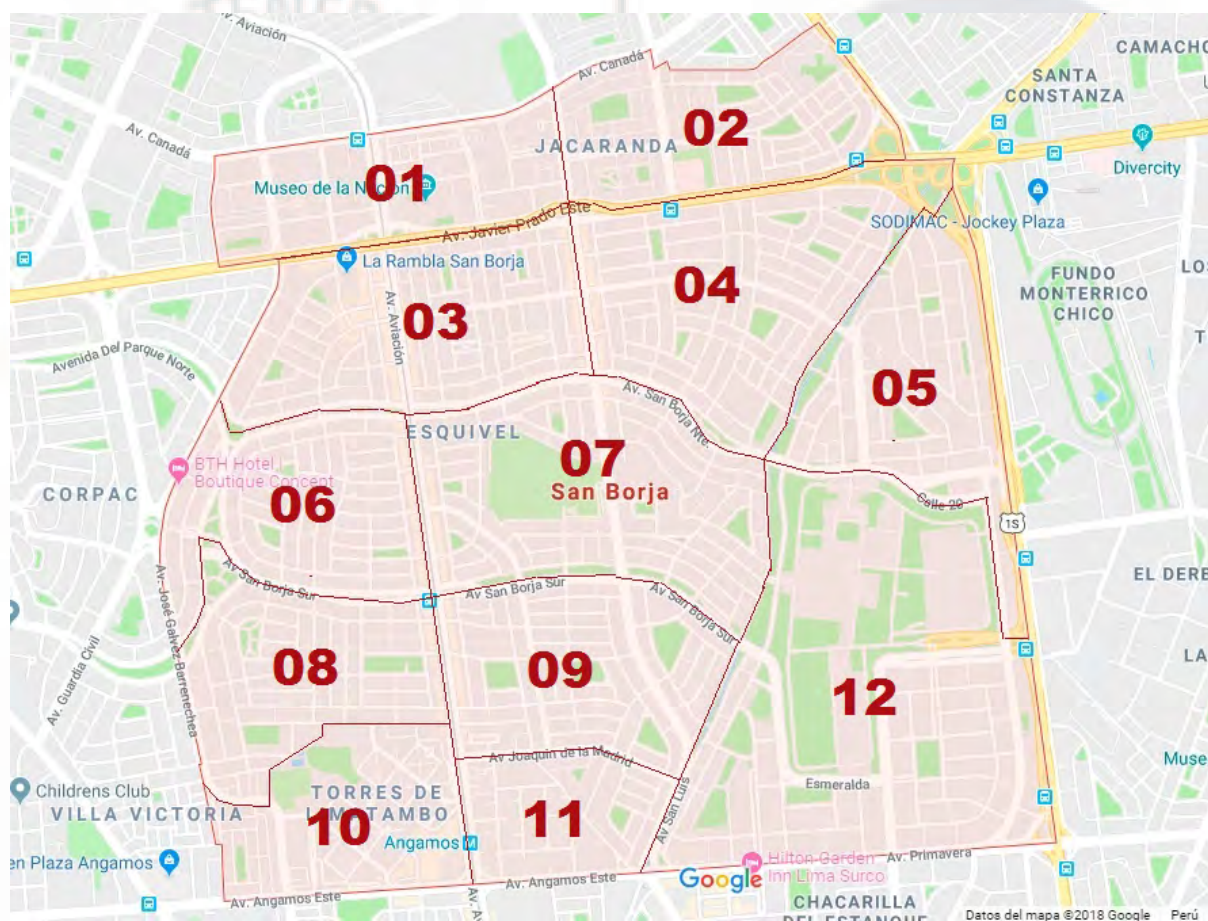 Av. Aviación
Av. Canadá
CAMACHO
SANTA
CONSTANZA
Av. Canadá
02
JACARANDA
Divercity
01
Museo de la Nación
Av. Javier Prado Este
SODIMAC - Jockey Plaza
La Rambla San Borja
FUNDO
MONTERRICO
CHICO
LOS
04
03
Av. Aviación
Avenida Del Parque Norte
05
Av. San Borja Nte.
ESQUIVEL
07
San Borja
BTH Hotel
Boutique Concept
CORPAC
06
Calle 20
1S
Av San Borja Sur
Av San Borja Sur
Av San Borja Sur
EL DERE
Av. José Gálvez Barrenechea
Av. Guardia Civil
08
09
12
LA
Av Joaquín de la Madrid
Muse
Esmeralda
Childrens Club
VILLA VICTORIA
TORRES DE
LIMATAMBO
10
11
Av San Luis
Angamos
en Plaza Angamos
Hilton Garden
Inn Lima Surco
Av. Primavera
Google
Av. Angamos Este
Av. Angamos Este
CHACARILLA
DEL ESTANQUE
Datos del mapa ©2018 Google Perú